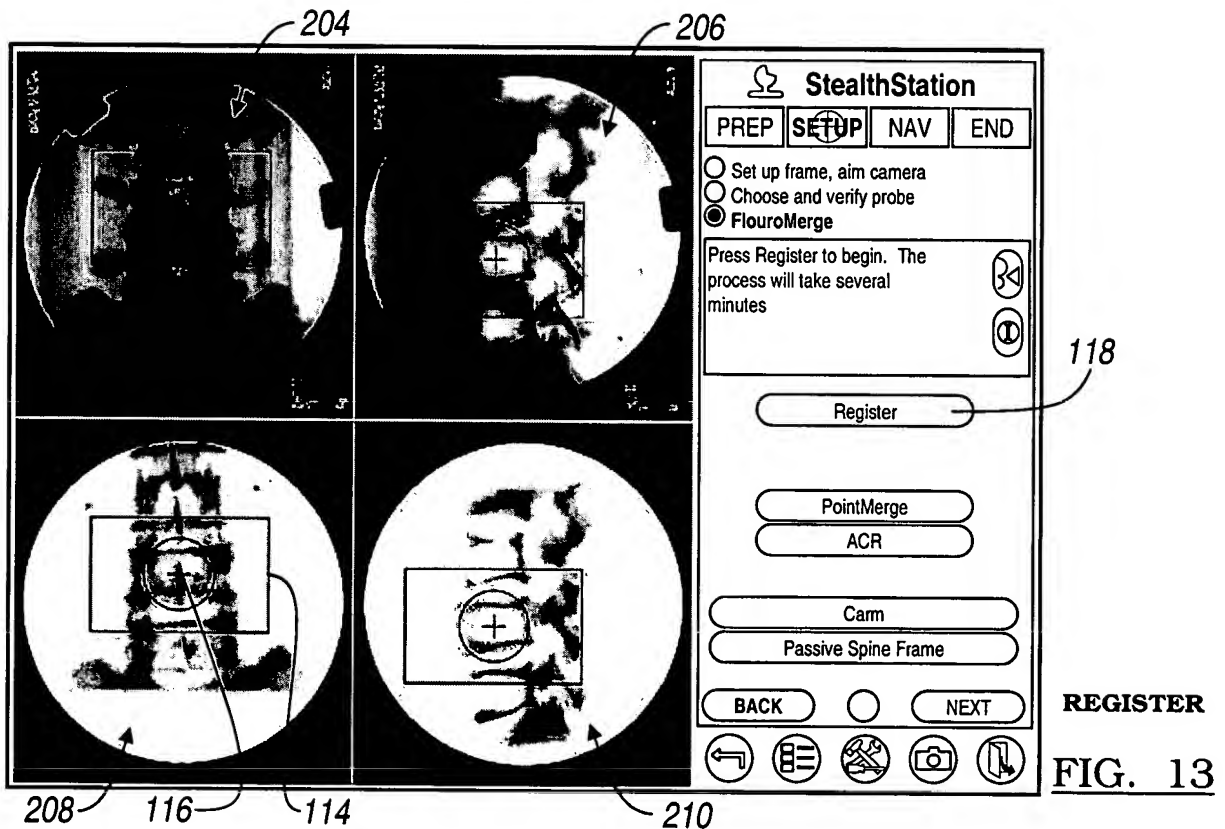 204
206
StealthStation
PREP SETUP NAV END
Set up frame, aim camera
Choose and verify probe
FlouroMerge
Press Register to begin. The
process will take several
minutes
118
Register
PointMerge
ACR
Carm
Passive Spine Frame
BACK NEXT
REGISTER
FIG. 13
208 116 114 210